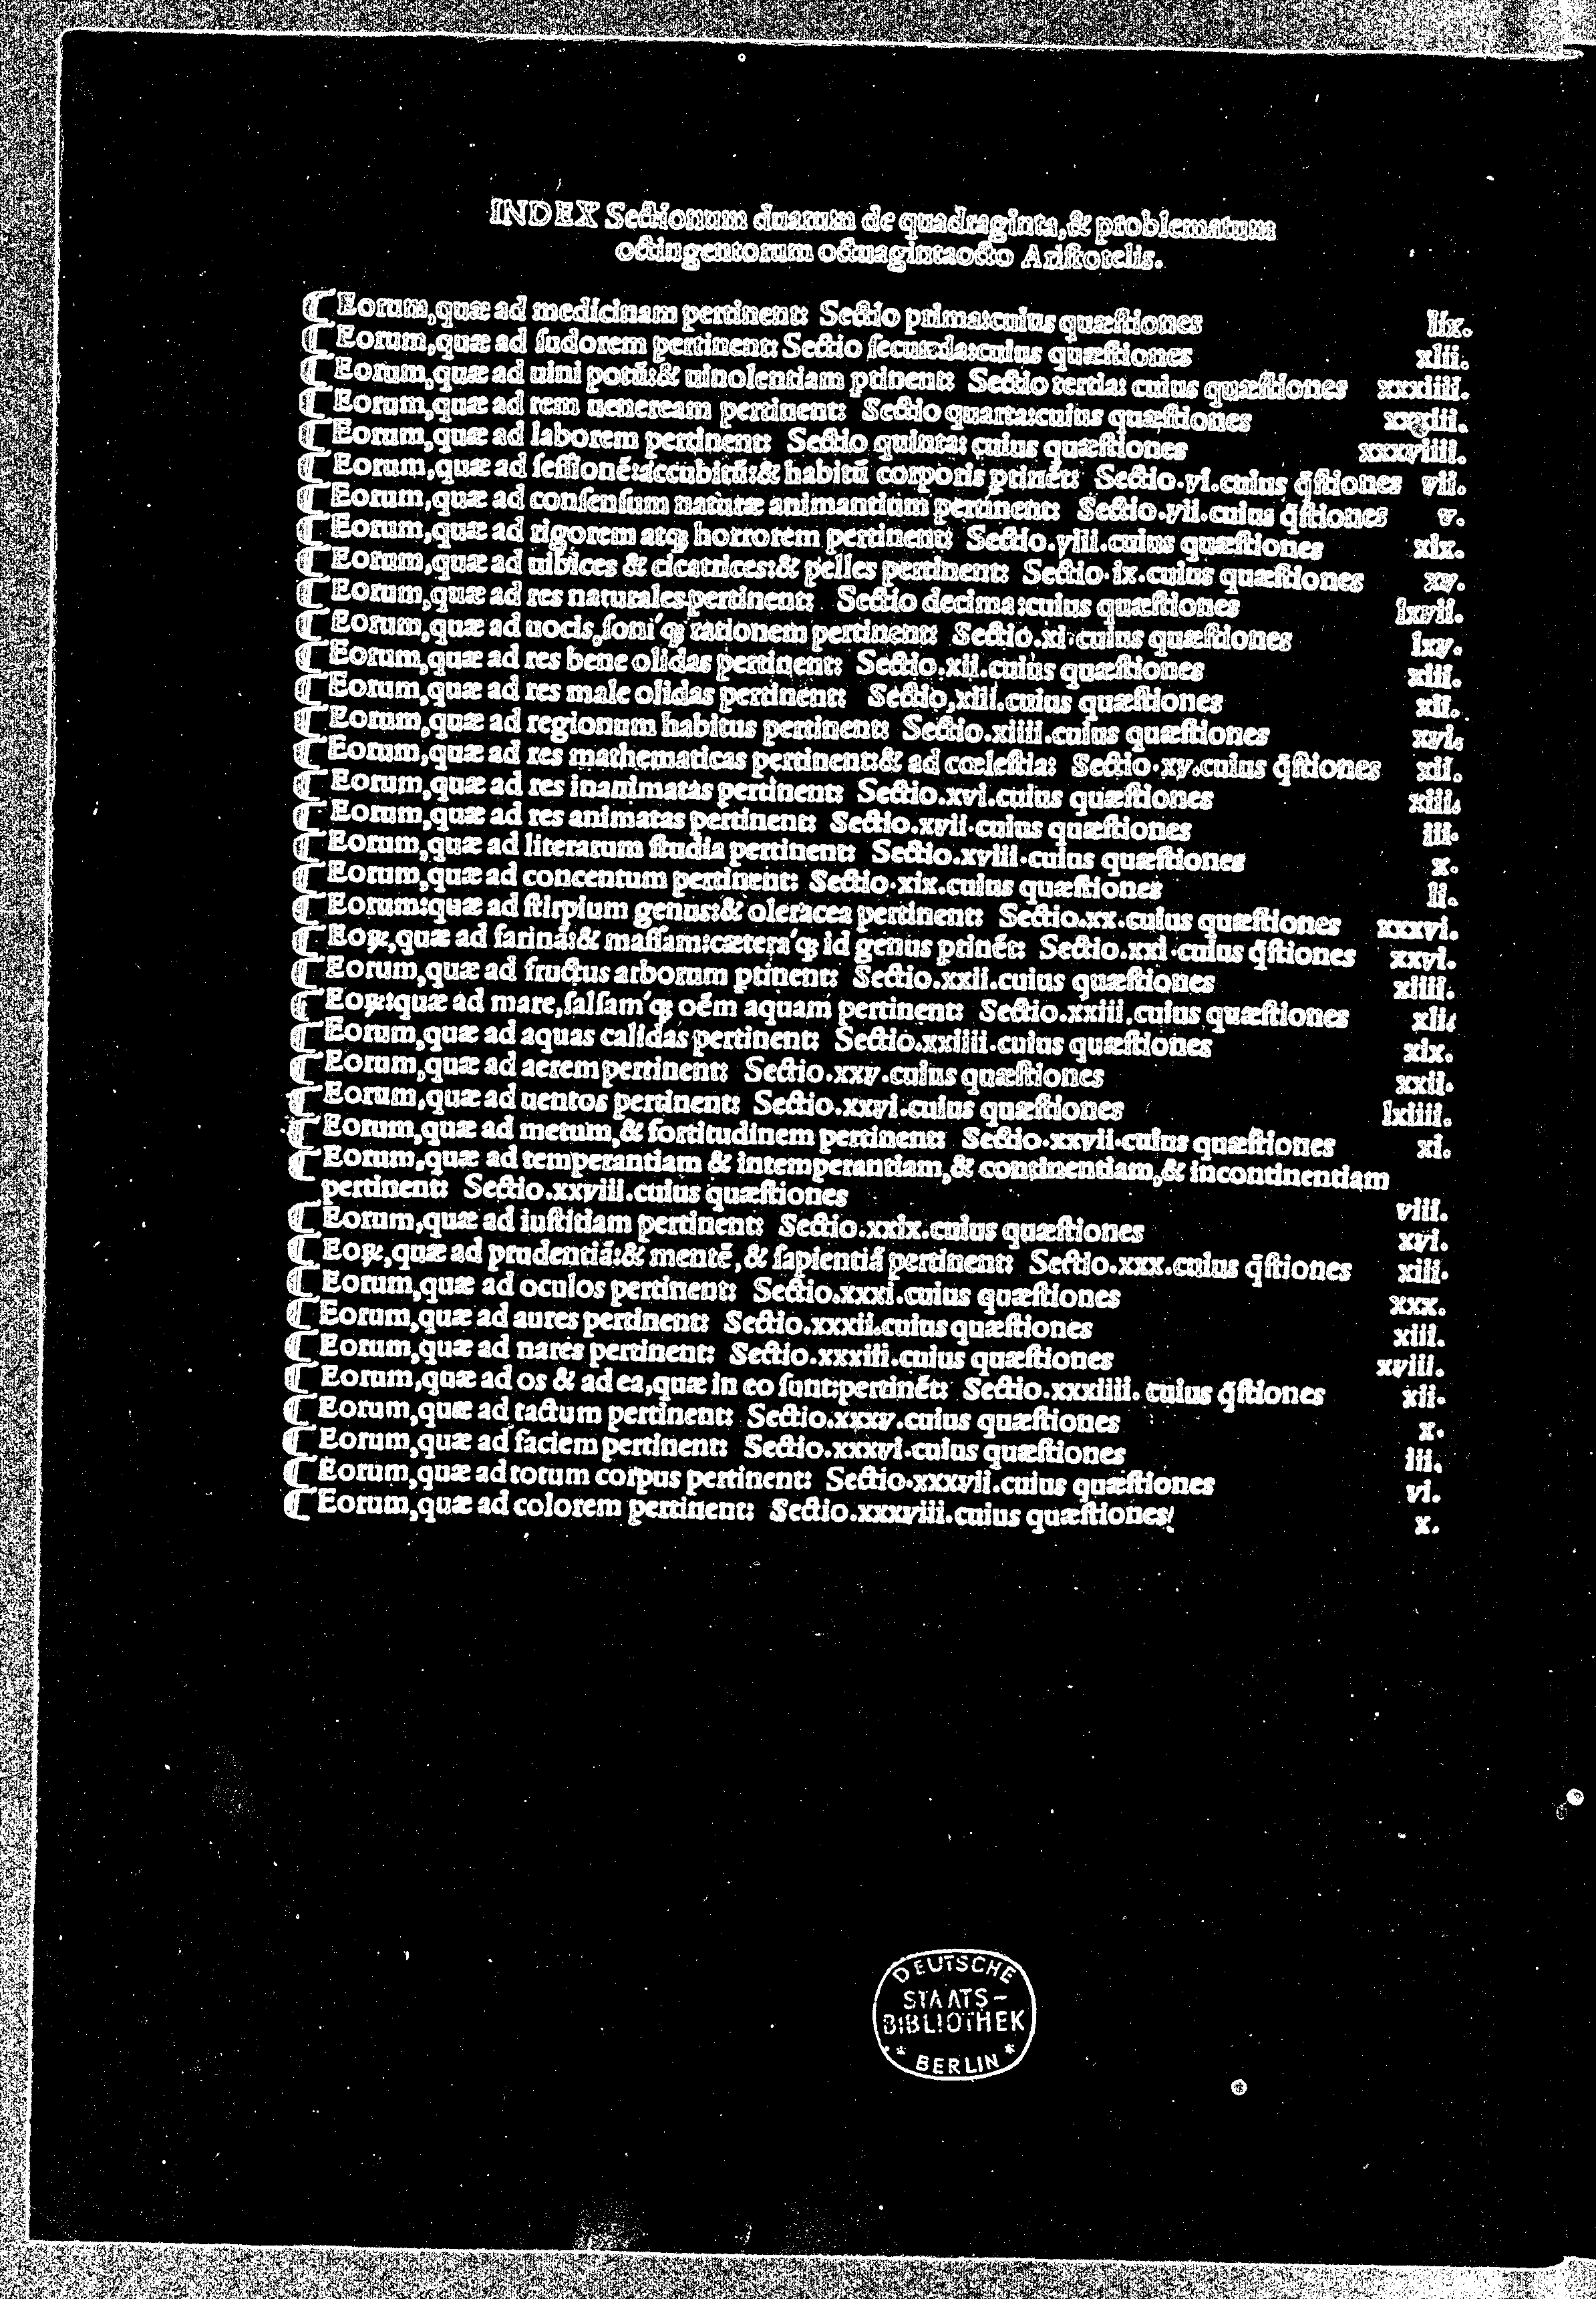 INDEX Sectionum duarum de quadraginta,& problematum
octingentorum octuagintaocto Aristotelis.
¶ Eorum,quæ ad medicinam pertinent: Sectio prima:cuius quæstiones lix.
¶ Eorum,quæ ad sudorem pertinent: Sectio secunda:cuius quæstiones xlii.
¶ Eorum,quæ ad uini potū:& uinolentiam ptinent: Sectio tertia: cuius quæstiones xxxiiii.
¶ Eorum,quæ ad rem ueneream pertinent: Sectio quarta:cuius quæstiones
¶ Eorum,quæ ad laborem pertinent: Sectio quinta: cuius quæstiones xxxviiii.
¶ Eorum,quæ ad sessionē:accubitū:& habitū corporis ptinēt: Sectio.vi.cuius q̄stiones vii.
¶ Eorum,quæ ad consensum naturæ animantium pertinent: Sectio.vii.cuius q̄stiones v.
¶ Eorum,quæ ad rigorem atq; horrorem pertinent: Sectio.viii.cuius quæstiones xix.
¶ Eorum,quæ ad uibices & cicatrices:& pelles pertinent: Sectio.ix.cuius quæstiones xv.
¶ Eorum,quæ ad res naturales pertinent: Sectio decima:cuius quæstiones lxvii.
¶ Eorum,quæ ad uocis,soni'q; rationem pertinent: Sectio.xi.cuius quæstiones lxv.
¶ Eorum,quæ ad res bene olidas pertinent: Sectio.xii.cuius quæstiones xiii.
¶ Eorum,quæ ad res male olidas pertinent: Sectio,xiii.cuius quæstiones xii.
¶ Eorum,quæ ad regionum habitus pertinent: Sectio.xiiii.cuius quæstiones xvi.
¶ Eorum,quæ ad res mathematicas pertinent:& ad cœlestia: Sectio.xv.cuius q̄stiones xii.
¶ Eorum,quæ ad res inanimatas pertinent: Sectio.xvi.cuius quæstiones xiii.
¶ Eorum,quæ ad res animatas pertinent: Sectio.xvii.cuius quæstiones iii.
¶ Eorum,quæ ad literarum studia pertinent: Sectio.xviii.cuius quæstiones x.
¶ Eorum,quæ ad concentum pertinent: Sectio.xix.cuius quæstiones li.
¶ Eorum:quæ ad stirpium genus:& oleracea pertinent: Sectio.xx.cuius quæstiones xxxvi.
¶ Eoꝝ,quæ ad farinā:& massam:cætera'q; id genus ptinēt: Sectio.xxi.cuius q̄stiones xxvi.
¶ Eorum,quæ ad fructus arborum ptinent: Sectio.xxii.cuius quæstiones xiiii.
¶ Eoꝝ:quæ ad mare,salsam'q; oēm aquam pertinent: Sectio.xxiii.cuius quæstiones xli.
¶ Eorum,quæ ad aquas calidas pertinent: Sectio.xxiiii.cuius quæstiones xix.
¶ Eorum,quæ ad aerem pertinent: Sectio.xxv.cuius quæstiones xxii.
¶ Eorum,quæ ad uentos pertinent: Sectio.xxvi.cuius quæstiones lxiiii.
¶ Eorum,quæ ad metum,& fortitudinem pertinent: Sectio.xxvii.cuius quæstiones xi.
¶ Eorum,quæ ad temperantiam & intemperantiam,& continentiam,& incontinentiam
pertinent: Sectio.xxviii.cuius quæstiones viii.
¶ Eorum,quæ ad iustitiam pertinent: Sectio.xxix.cuius quæstiones xvi.
¶ Eoꝝ,quæ ad prudentiā:& mentē,& sapientiā pertinent: Sectio.xxx.cuius q̄stiones xiii.
¶ Eorum,quæ ad oculos pertinent: Sectio.xxxi.cuius quæstiones xxx.
¶ Eorum,quæ ad aures pertinent: Sectio.xxxii.cuius quæstiones xiii.
¶ Eorum,quæ ad nares pertinent: Sectio.xxxiii.cuius quæstiones xviii.
¶ Eorum,quæ ad os & ad ea,quæ in eo sunt:pertinēt: Sectio.xxxiiii. cuius q̄stiones xii.
¶ Eorum,quæ ad tactum pertinent: Sectio.xxxv.cuius quæstiones x.
¶ Eorum,quæ ad faciem pertinent: Sectio.xxxvi.cuius quæstiones iii.
¶ Eorum,quæ ad totum corpus pertinent: Sectio.xxxvii.cuius quæstiones vi.
¶ Eorum,quæ ad colorem pertinent: Sectio.xxxviii.cuius quæstiones x.
DEUTSCHE
STAATS-
BIBLIOTHEK
* BERLIN *